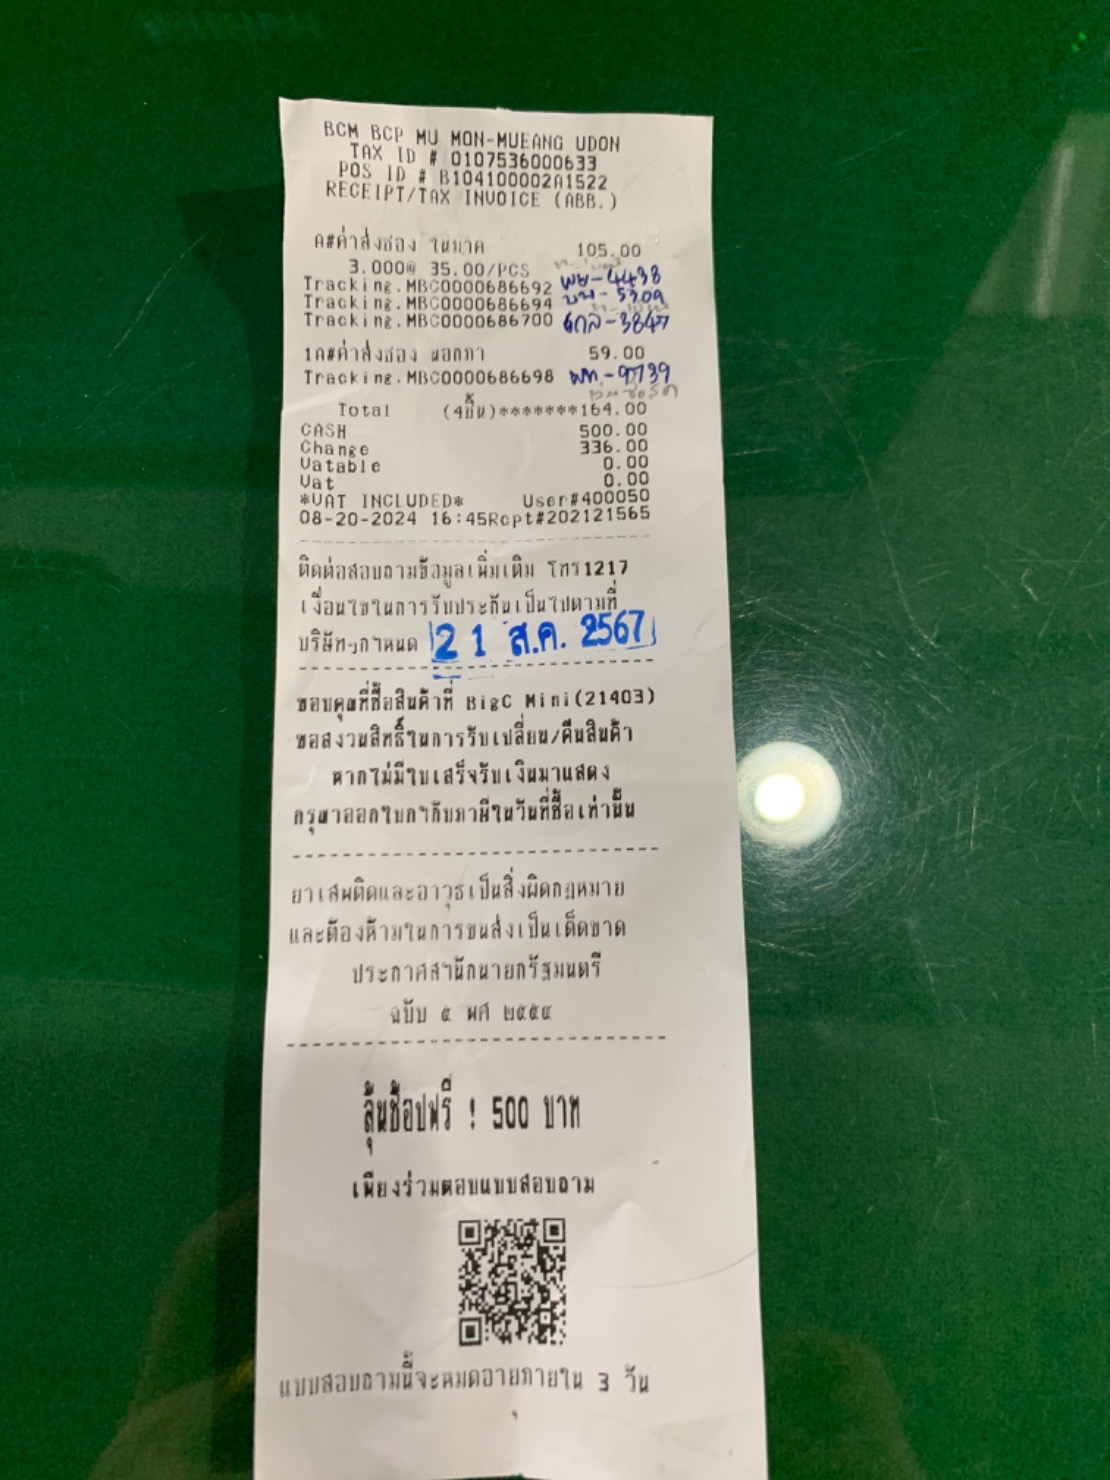 BCM BCP MU MON-MUEANG UDON
TAX ID # 0107536000633
POS ID # B104100002A1522
RECEIPT/TAX INVOICE (ABB.)
A#ค่าส่งของ ในภาค 105.00
3.000@ 35.00/PCS
Tracking.MBC0000686692 พย-4438
Tracking.MBC0000686694 บพ-5309
Tracking.MBC0000686700 6กล-3847
1A#ค่าส่งของ นอกภา 59.00
Tracking.MBC0000686698 ผก-9739
Total (4ชิ้น)*******164.00
CASH 500.00
Change 336.00
Vatable 0.00
Vat 0.00
*VAT INCLUDED* User#400050
08-20-2024 16:45Rcpt#202121565
ติดต่อสอบถามข้อมูลเพิ่มเติม โทร1217
เงื่อนไขในการรับประกันเป็นไปตามที่
บริษัทฯกำหนด 21 ส.ค. 2567
ขอบคุณที่ซื้อสินค้าที่ BigC Mini(21403)
ขอสงวนสิทธิ์ในการรับเปลี่ยน/คืนสินค้า
หากไม่มีใบเสร็จรับเงินมาแสดง
กรุณาออกใบกำกับภาษีในวันที่ซื้อเท่านั้น
ยาเสพติดและอาวุธเป็นสิ่งผิดกฎหมาย
และต้องห้ามในการขนส่งเป็นเด็ดขาด
ประกาศสำนักนายกรัฐมนตรี
ฉบับ ๕ พศ ๒๕๕๔
ลุ้นช้อปฟรี ! 500 บาท
เพียงร่วมตอบแบบสอบถาม
แบบสอบถามนี้จะหมดอายุภายใน 3 วัน